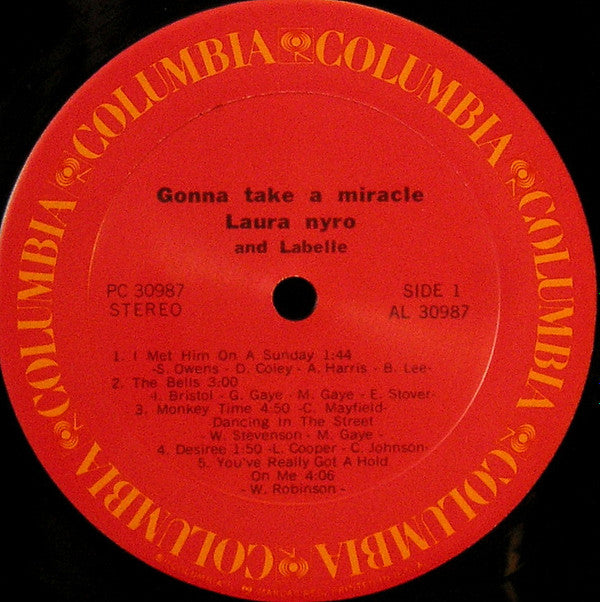 COLUMBIA COLUMBIA COLUMBIA COLUMBIA COLUMBIA COLUMBIA
Gonna take a miracle
Laura nyro
and Labelle
PC 30987
STEREO
SIDE 1
AL 30987
1. I Met Him On A Sunday 1:44
-S. Owens - D. Coley - A. Harris - B. Lee-
2. The Bells 3:00
-I. Bristol - G. Gaye - M. Gaye - E. Stover-
3. Monkey Time 4:50 -C. Mayfield-
Dancing In The Street
- W. Stevenson - M. Gaye -
4. Desiree 1:50 -L. Cooper - C. Johnson-
5. You've Really Got A Hold
On Me 4:06
- W. Robinson -